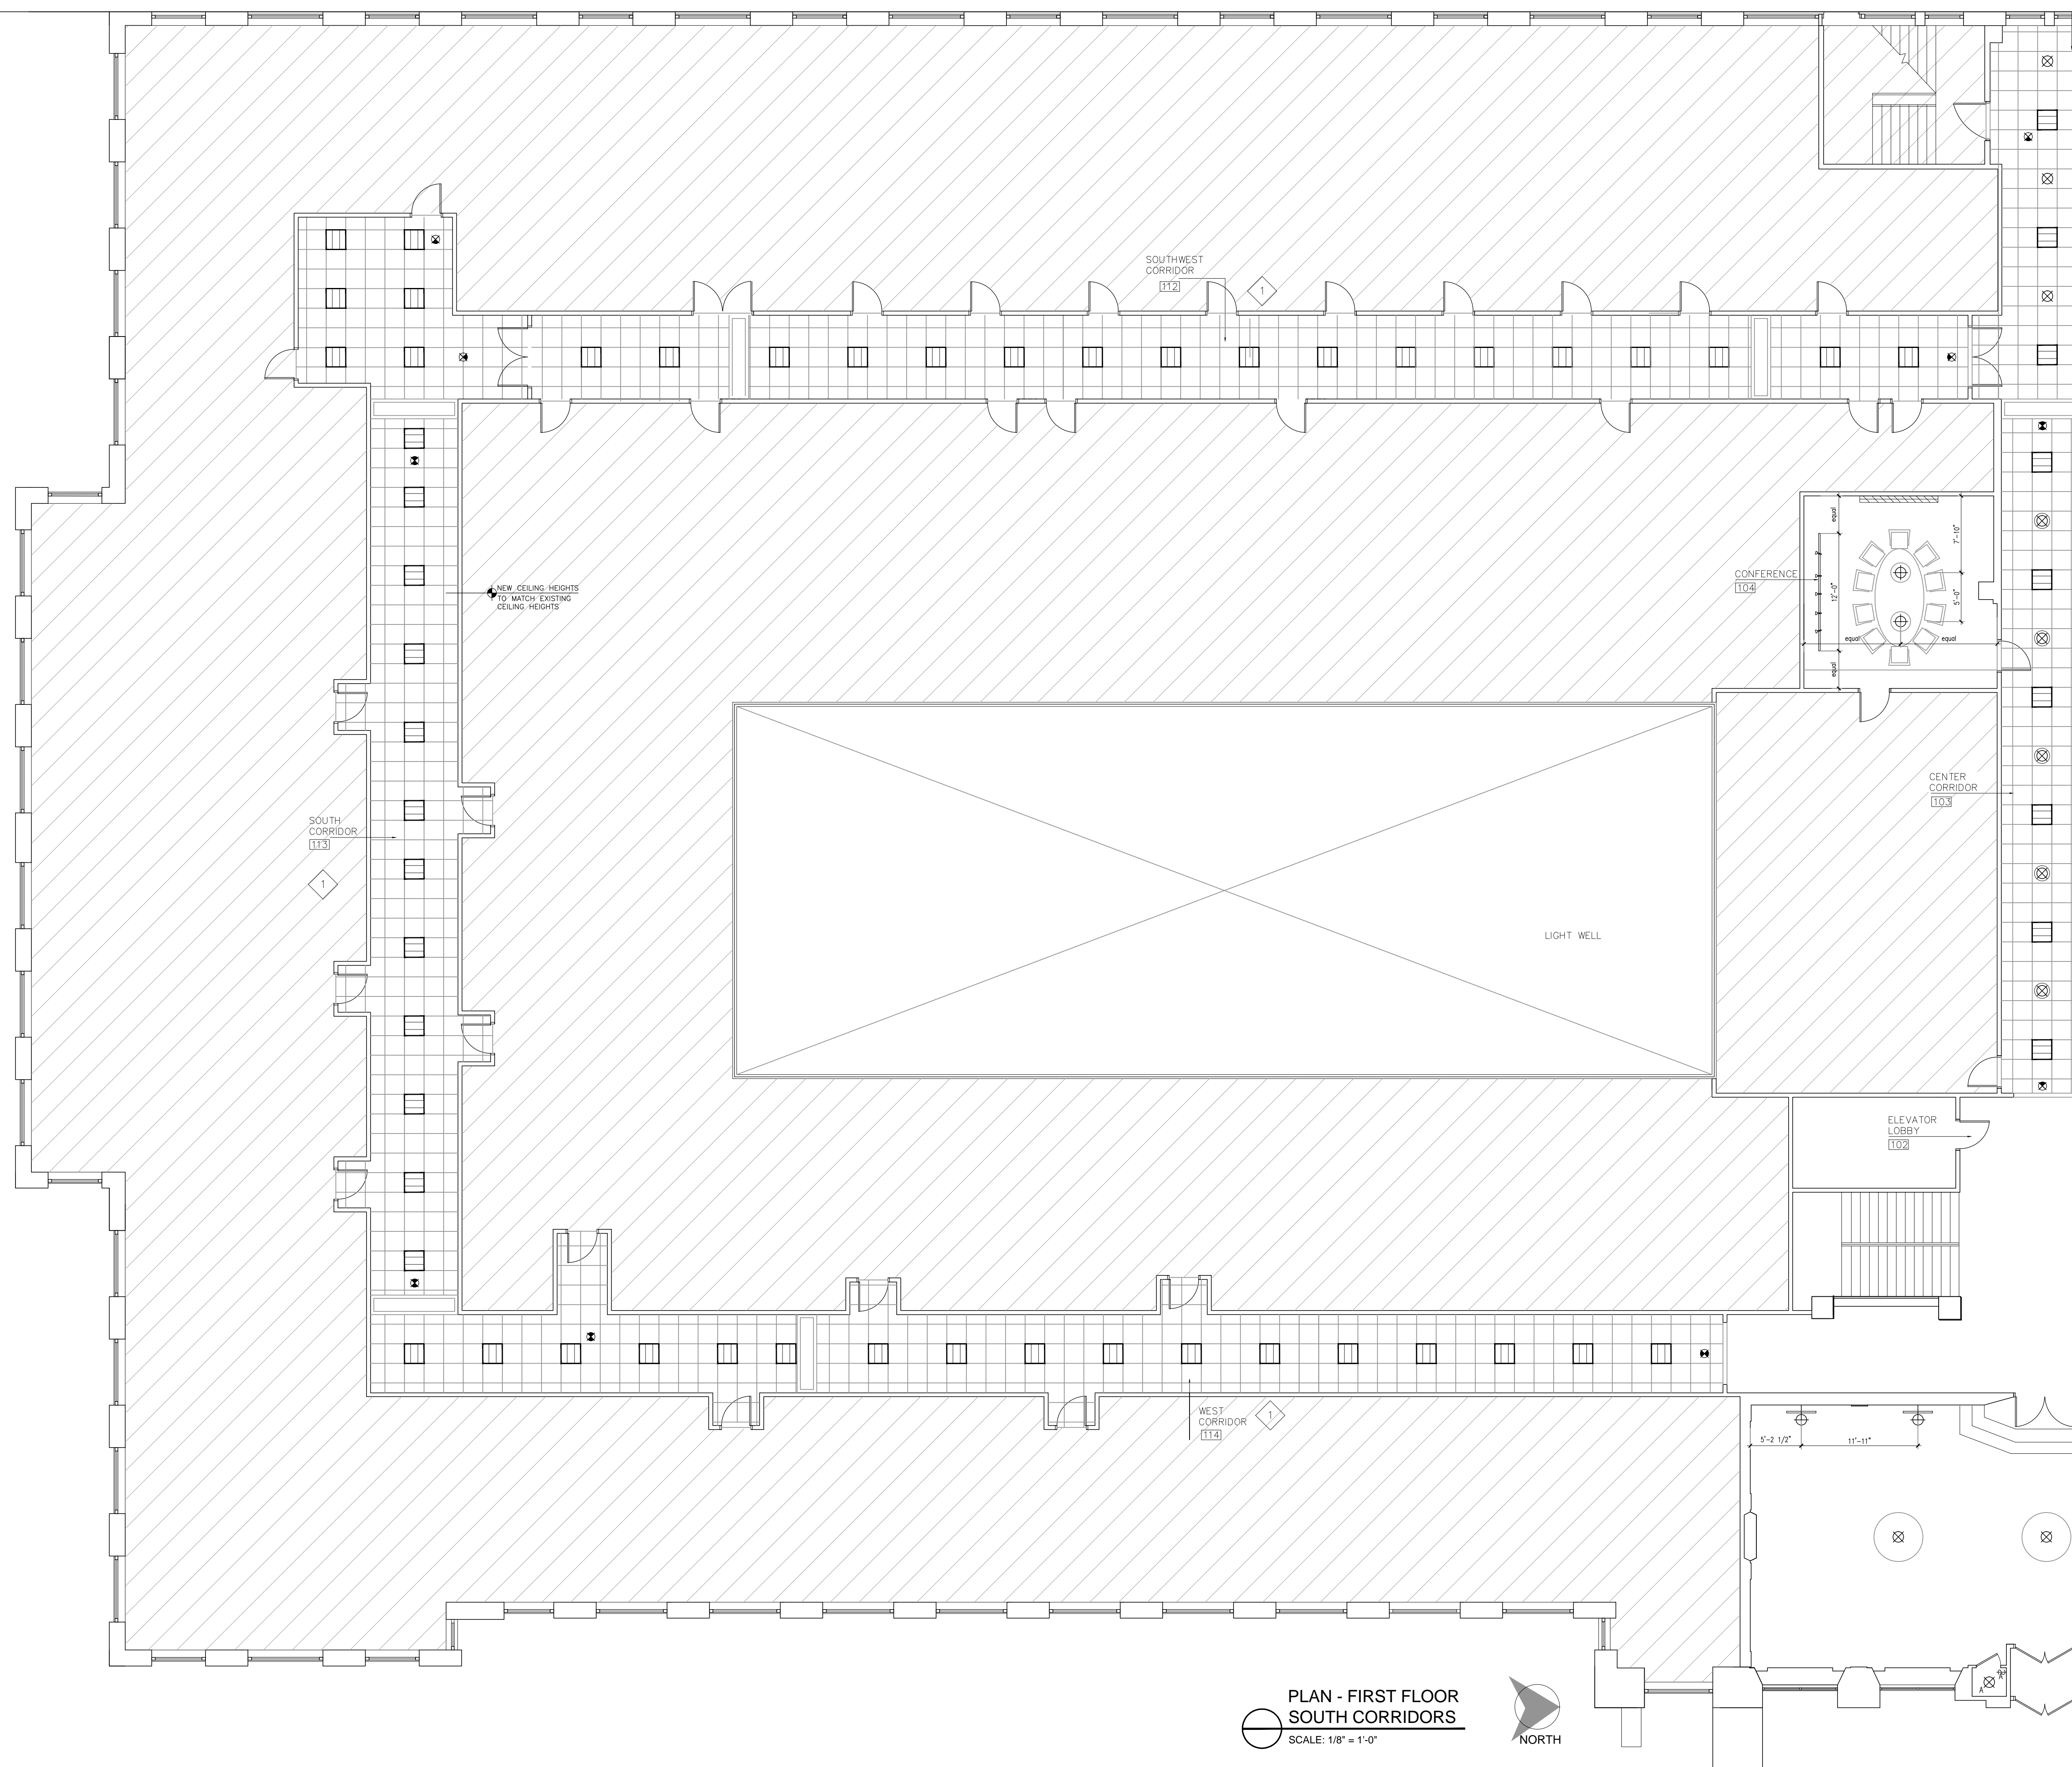 SOUTHWEST
CORRIDOR
112
1
NEW CEILING HEIGHTS
TO MATCH EXISTING
CEILING HEIGHTS
equal
7'-10"
CONFERENCE
104
12'-0"
5'-0"
equal
equal
equal
CENTER
CORRIDOR
103
SOUTH
CORRIDOR
113
1
LIGHT WELL
ELEVATOR
LOBBY
102
WEST
CORRIDOR
114
1
5'-2 1/2"
11'-11"
A
A
PLAN - FIRST FLOOR
SOUTH CORRIDORS
SCALE: 1/8" = 1'-0"
NORTH